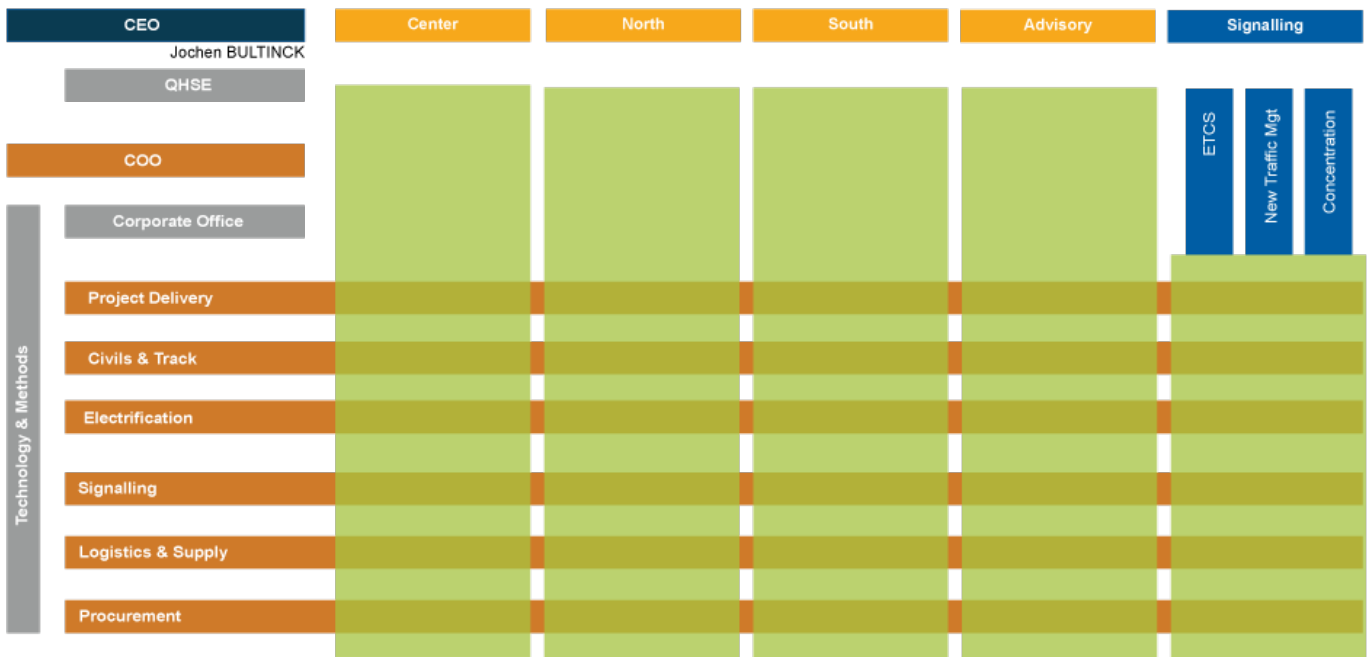 CEO
Center
North
South
Advisory
Signalling
Jochen BULTINCK
QHSE
ETCS
New Traffic Mgt
Concentration
COO
Corporate Office
Technology & Methods
Project Delivery
Civils & Track
Electrification
Signalling
Logistics & Supply
Procurement